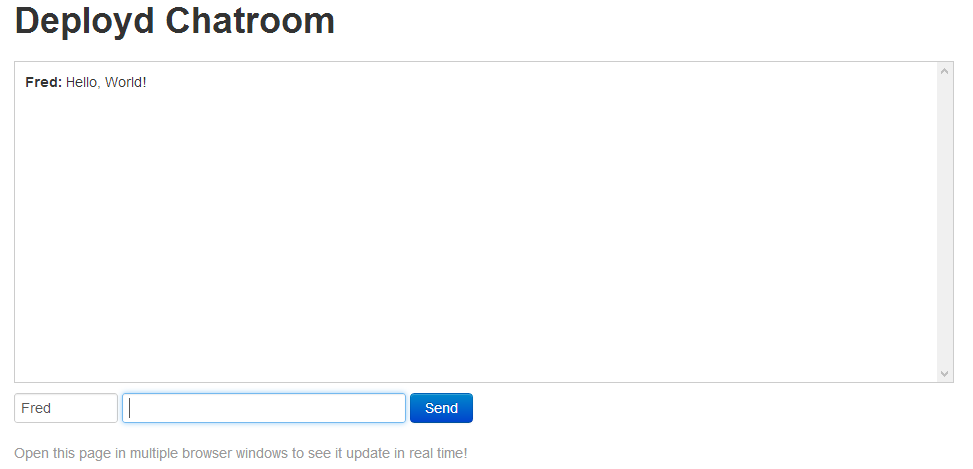 Deployd Chatroom
Fred: Hello, World!
Fred
Send
Open this page in multiple browser windows to see it update in real time!